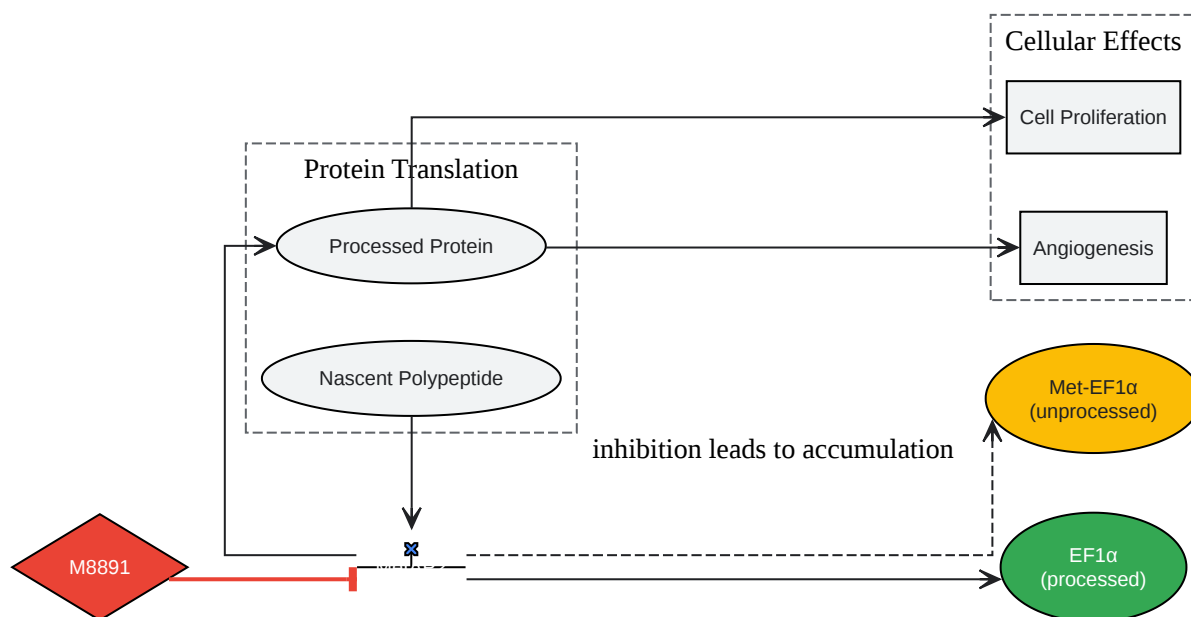 Cellular Effects
Cell Proliferation
Protein Translation
Processed Protein
Angiogenesis
Nascent Polypeptide
Met-EF1α
(unprocessed)
inhibition leads to accumulation
M8891
EF1α
(processed)